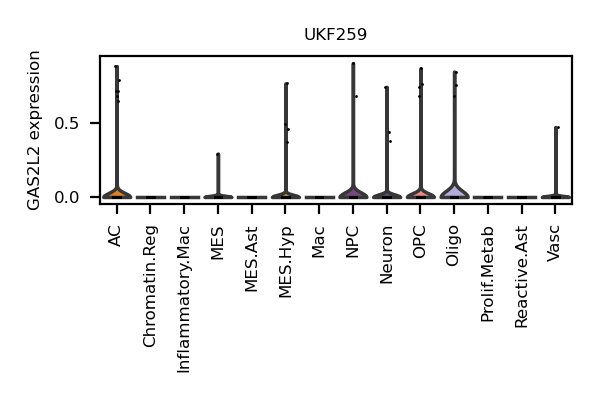 UKF259
GAS2L2 expression
0.5
0.0
AC
Chromatin.Reg
Inflammatory.Mac
MES
MES.Ast
MES.Hyp
Mac
NPC
Neuron
OPC
Oligo
Prolif.Metab
Reactive.Ast
Vasc